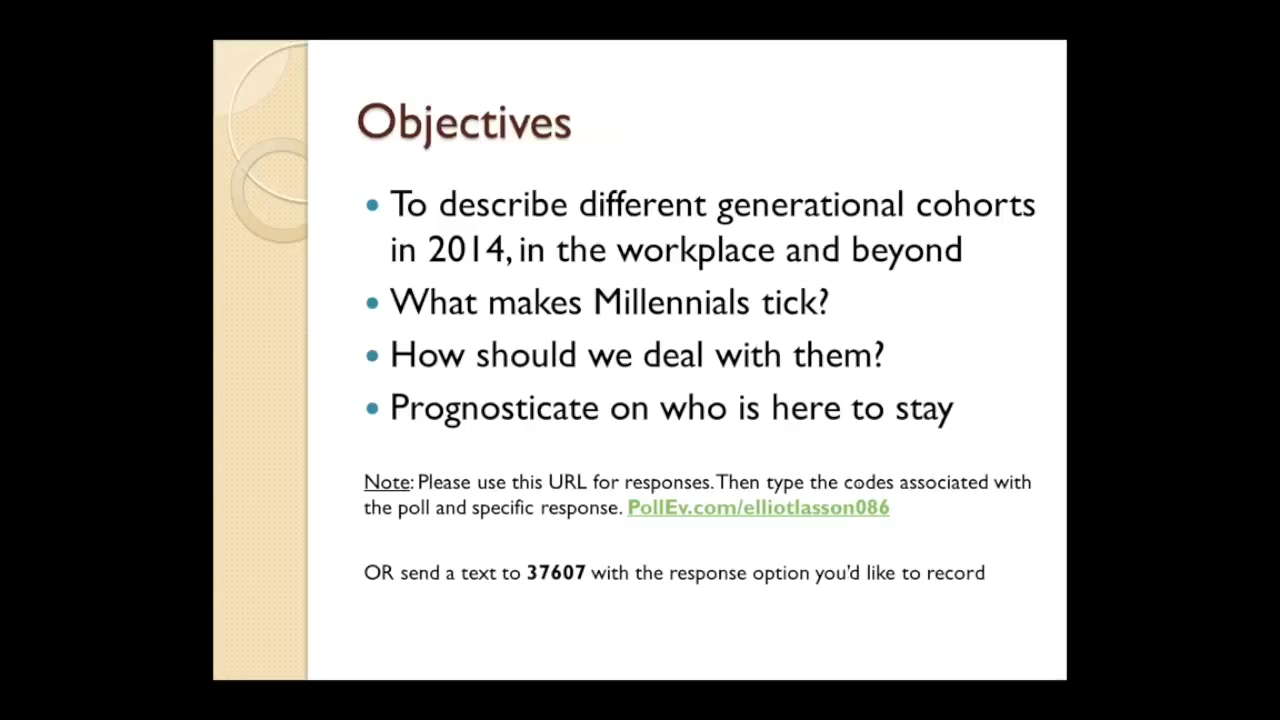 Objectives
• To describe different generational cohorts
in 2014, in the workplace and beyond
• What makes Millennials tick?
• How should we deal with them?
• Prognosticate on who is here to stay
Note: Please use this URL for responses. Then type the codes associated with
the poll and specific response. PollEv.com/elliotlasson086
OR send a text to 37607 with the response option you'd like to record